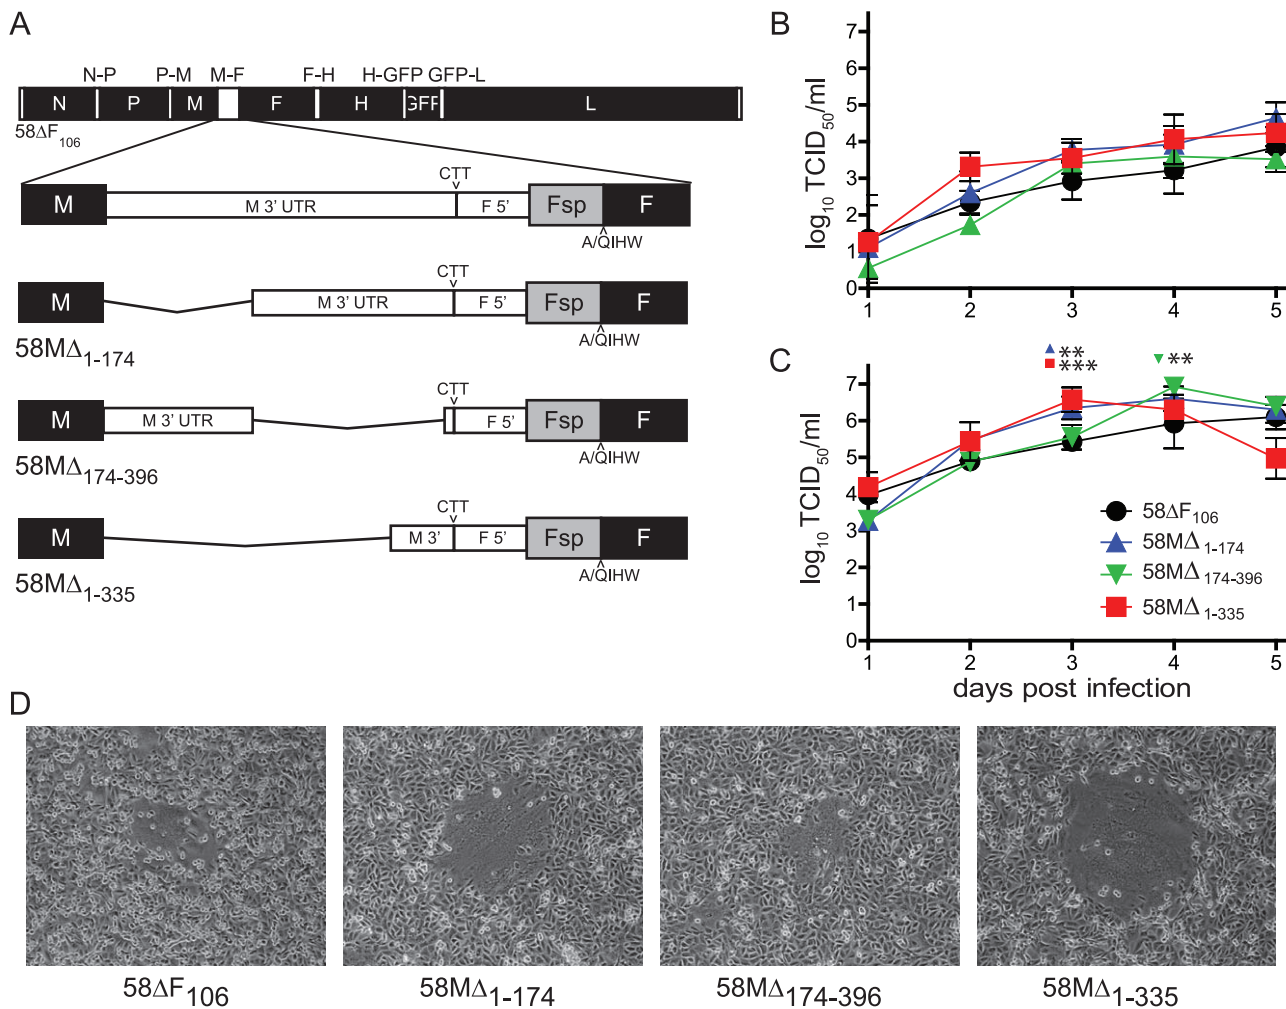 A
N-P P-M M-F F-H H-GFP GFP-L
N P M F H GFP L
58ΔF106
CTT
M M 3' UTR F 5' Fsp F
A/QIHW
CTT
M M 3' UTR F 5' Fsp F
A/QIHW
58MΔ1-174
CTT
M M 3' UTR F 5' Fsp F
A/QIHW
58MΔ174-396
CTT
M M 3' F 5' Fsp F
A/QIHW
58MΔ1-335
B
log10 TCID50/ml
7
6
5
4
3
2
1
0
1 2 3 4 5
C
log10 TCID50/ml
**
***
**
7
6
5
4
3
2
1
0
58ΔF106
58MΔ1-174
58MΔ174-396
58MΔ1-335
1 2 3 4 5
days post infection
D
58ΔF106 58MΔ1-174 58MΔ174-396 58MΔ1-335